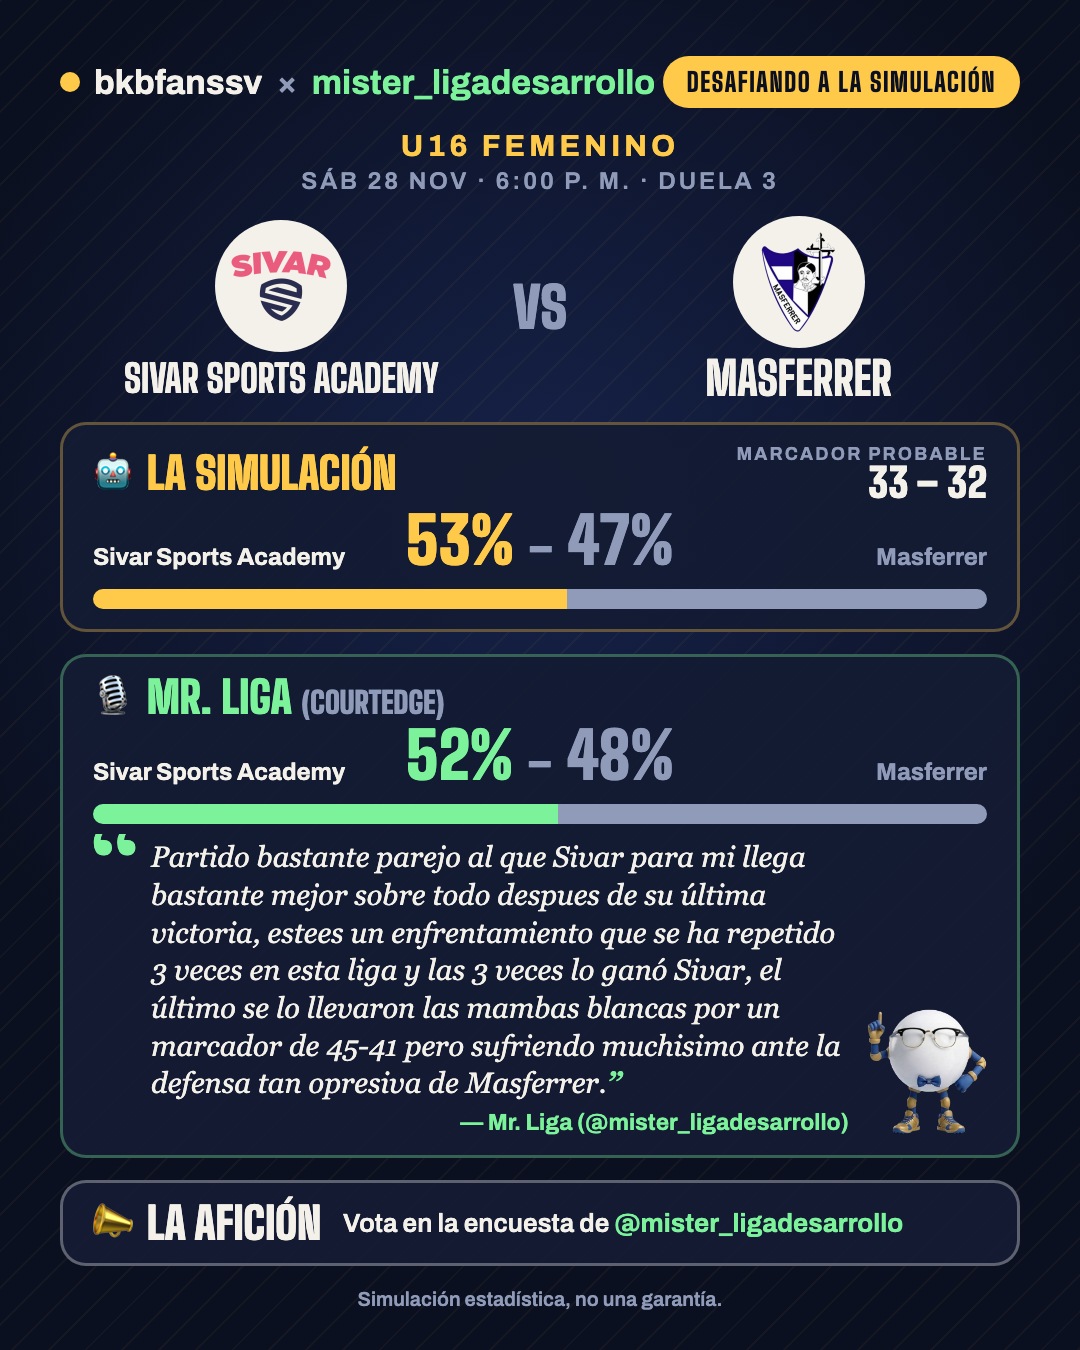 bkbfanssv × mister_ligadesarrollo DESAFIANDO A LA SIMULACIÓN
U16 FEMENINO
SÁB 28 NOV · 6:00 P. M. · DUELA 3
SIVAR
MASFERRER
VS
SIVAR SPORTS ACADEMY
MASFERRER
LA SIMULACIÓN
MARCADOR PROBABLE
33 – 32
Sivar Sports Academy 53% – 47% Masferrer
MR. LIGA (COURTEDGE)
Sivar Sports Academy 52% – 48% Masferrer
“Partido bastante parejo al que Sivar para mi llega
bastante mejor sobre todo despues de su última
victoria, estees un enfrentamiento que se ha repetido
3 veces en esta liga y las 3 veces lo ganó Sivar, el
último se lo llevaron las mambas blancas por un
marcador de 45-41 pero sufriendo muchisimo ante la
defensa tan opresiva de Masferrer.”
— Mr. Liga (@mister_ligadesarrollo)
LA AFICIÓN Vota en la encuesta de @mister_ligadesarrollo
Simulación estadística, no una garantía.